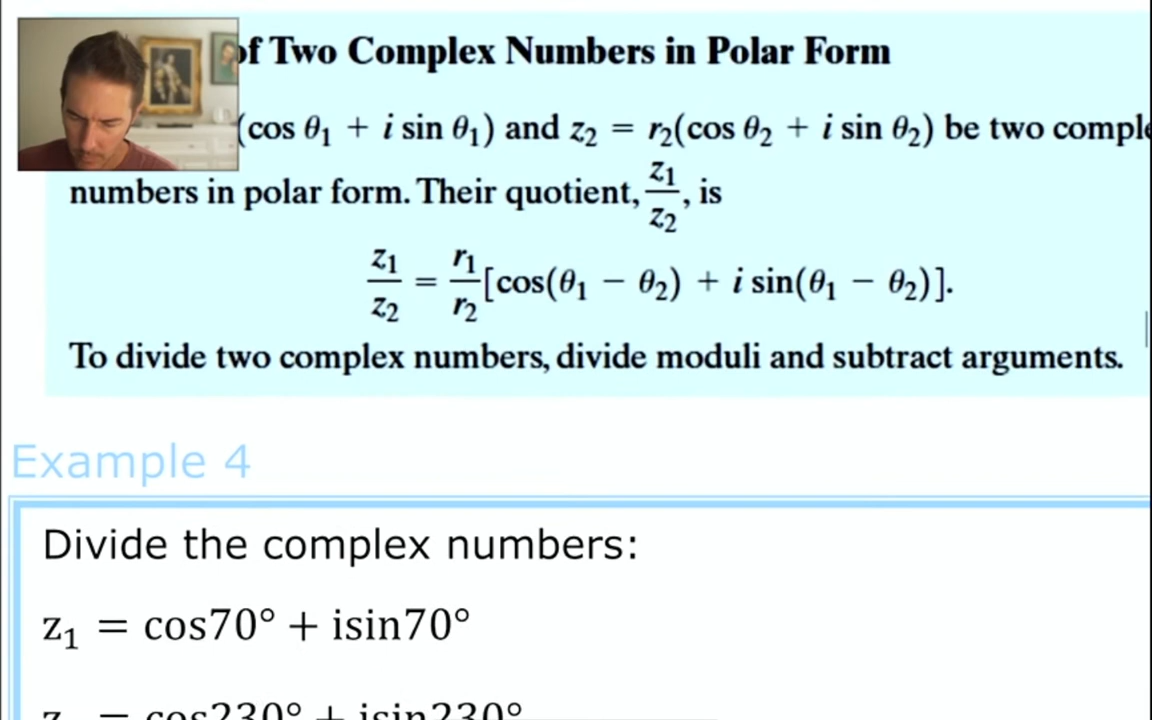 of Two Complex Numbers in Polar Form
(cos θ₁ + i sin θ₁) and z₂ = r₂(cos θ₂ + i sin θ₂) be two comple
numbers in polar form. Their quotient, z₁/z₂, is
z₁/z₂ = r₁/r₂[cos(θ₁ − θ₂) + i sin(θ₁ − θ₂)].
To divide two complex numbers, divide moduli and subtract arguments.
Example 4
Divide the complex numbers:
z₁ = cos70° + isin70°
z = cos230° + isin230°